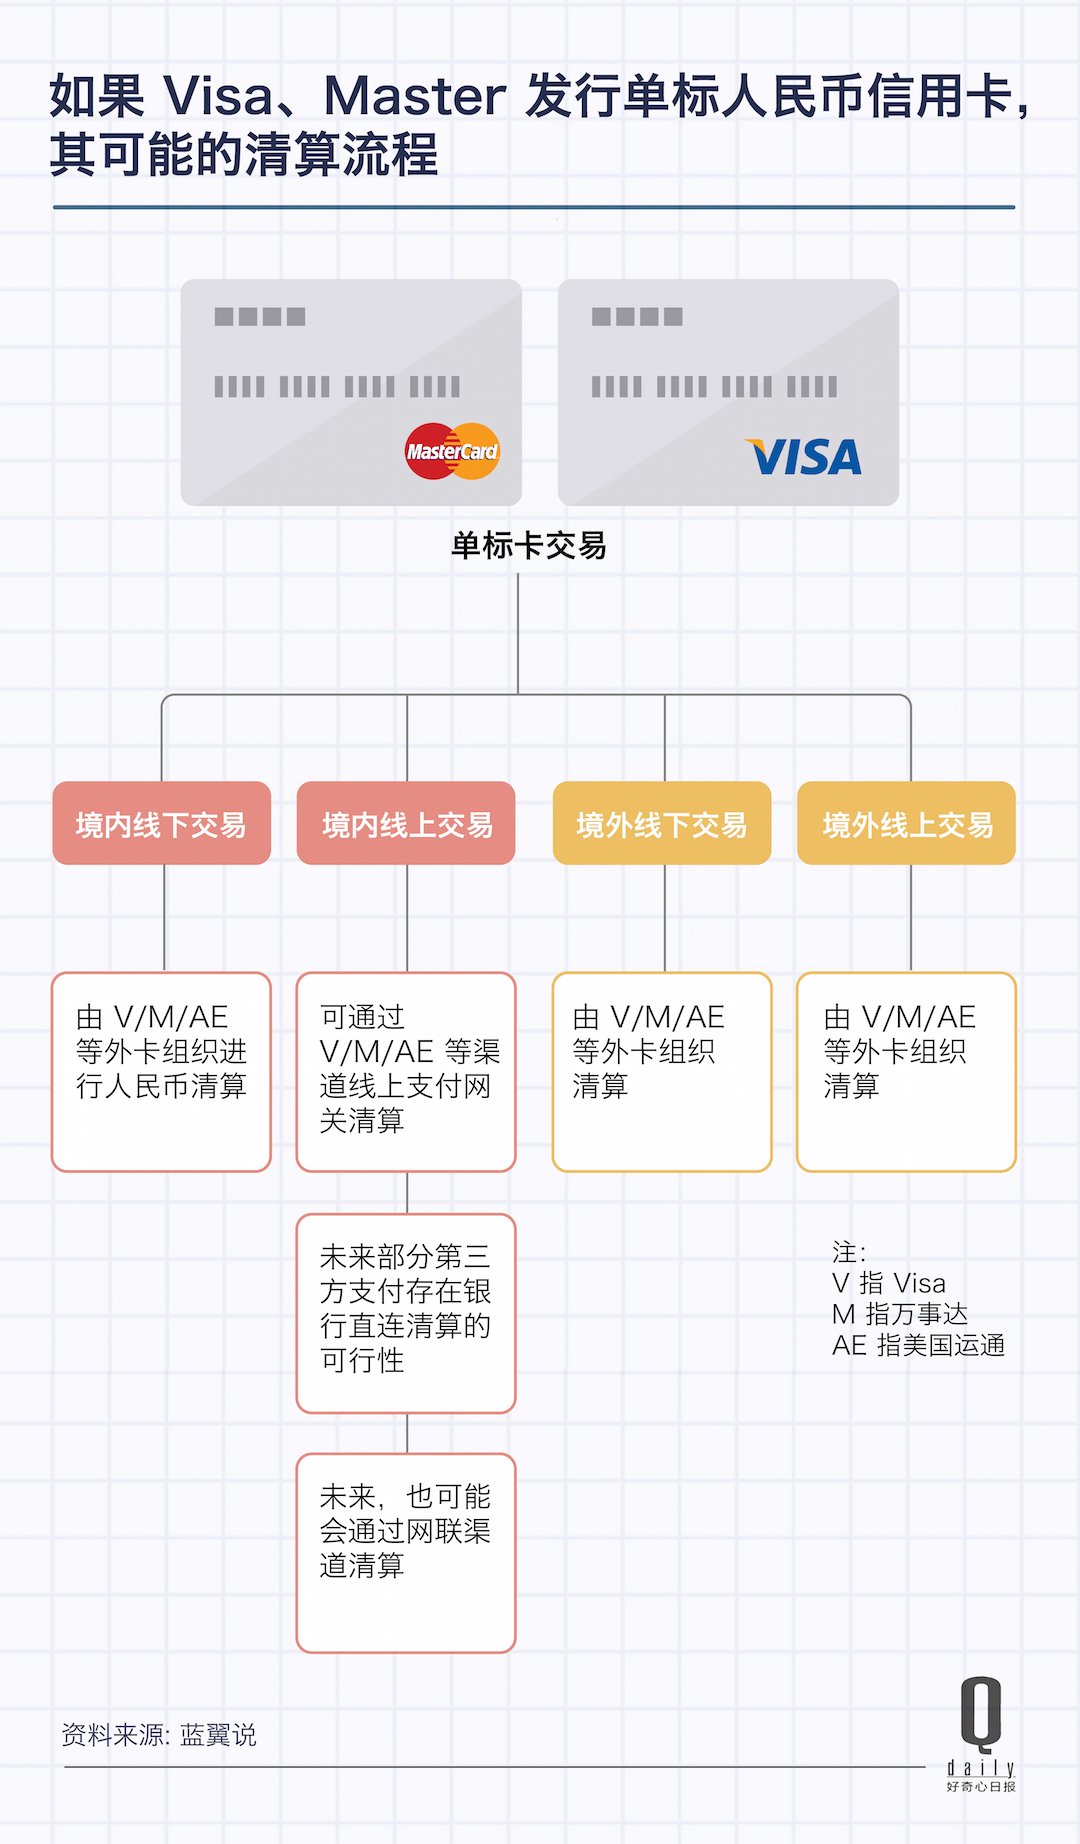 如果 Visa、Master 发行单标人民币信用卡，
其可能的清算流程
MasterCard
VISA
单标卡交易
境内线下交易
境内线上交易
境外线下交易
境外线上交易
由 V/M/AE
等外卡组织进
行人民币清算
可通过
V/M/AE 等渠
道线上支付网
关清算
由 V/M/AE
等外卡组织
清算
由 V/M/AE
等外卡组织
清算
未来部分第三
方支付存在银
行直连清算的
可行性
未来，也可能
会通过网联渠
道清算
注：
V 指 Visa
M 指万事达
AE 指美国运通
资料来源: 蓝翼说
Q
daily
好奇心日报